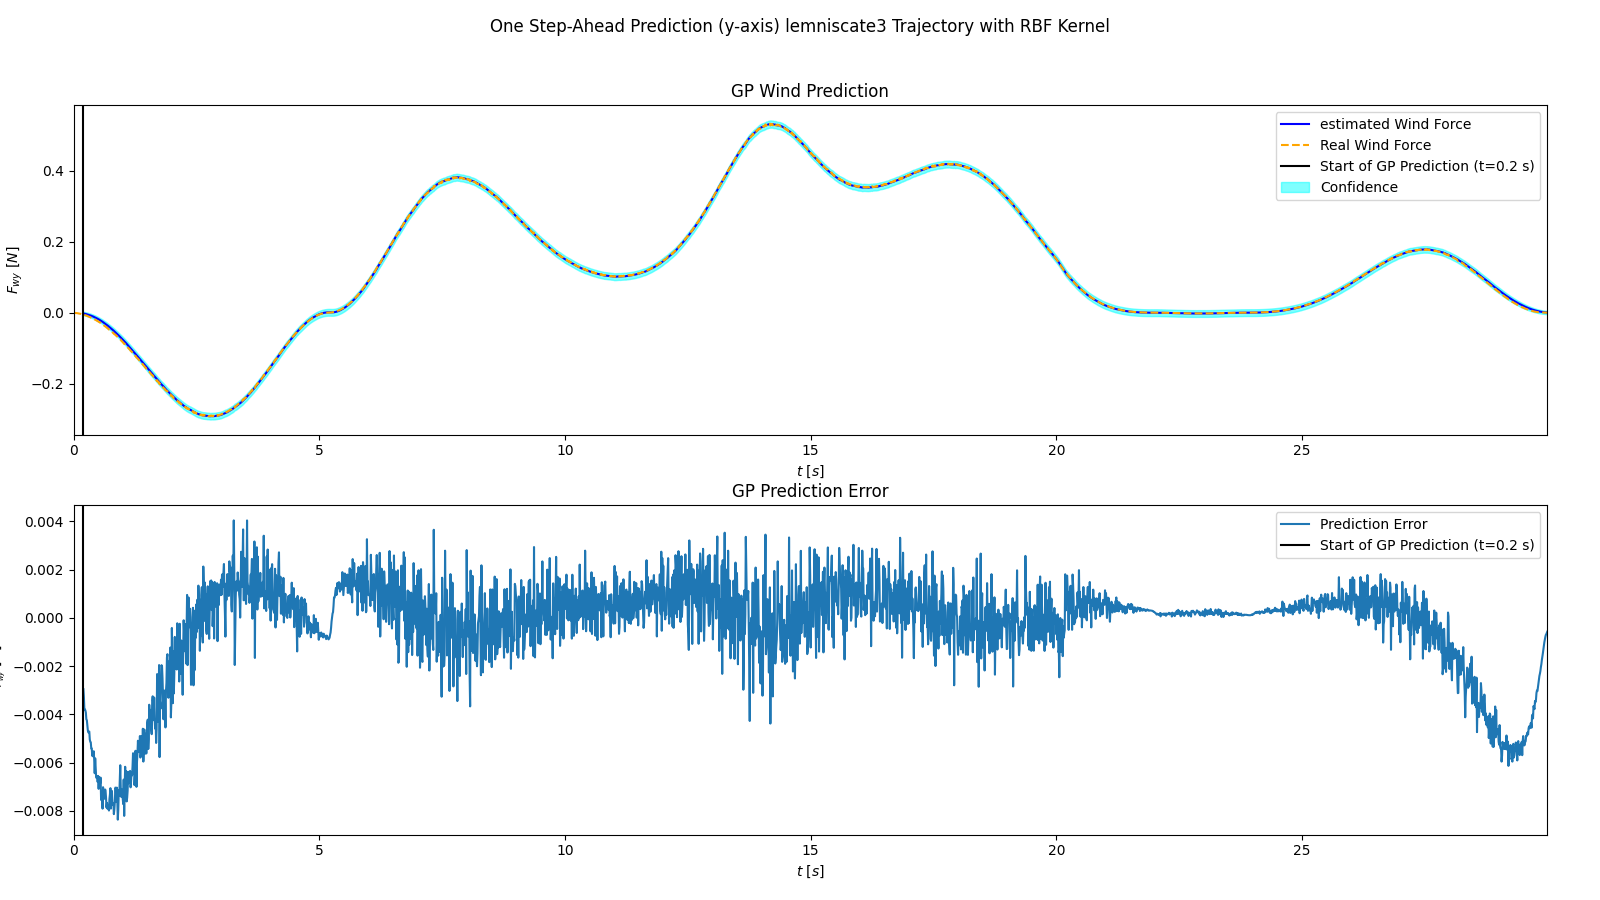 One Step-Ahead Prediction (y-axis) lemniscate3 Trajectory with RBF Kernel
GP Wind Prediction
estimated Wind Force
Real Wind Force
Start of GP Prediction (t=0.2 s)
Confidence
F_wy [N]
0.4
0.2
0.0
−0.2
0 5 10 15 20 25
t [s]
GP Prediction Error
Prediction Error
Start of GP Prediction (t=0.2 s)
0.004
0.002
0.000
−0.002
−0.004
−0.006
−0.008
0 5 10 15 20 25
t [s]